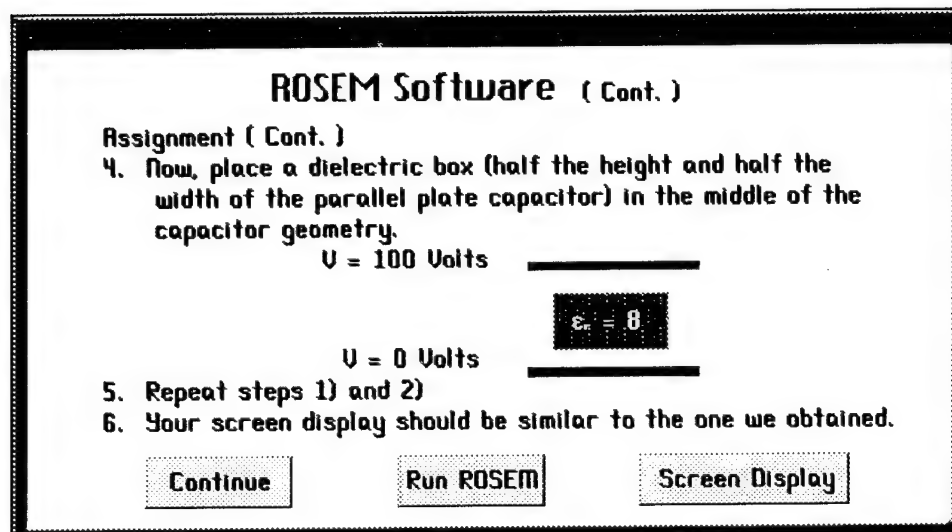 ROSEM Software ( Cont. )
Assignment ( Cont. )
4. Now, place a dielectric box (half the height and half the
width of the parallel plate capacitor) in the middle of the
capacitor geometry.
V = 100 Volts
εᵣ = 8
V = 0 Volts
5. Repeat steps 1) and 2)
6. Your screen display should be similar to the one we obtained.
Continue Run ROSEM Screen Display